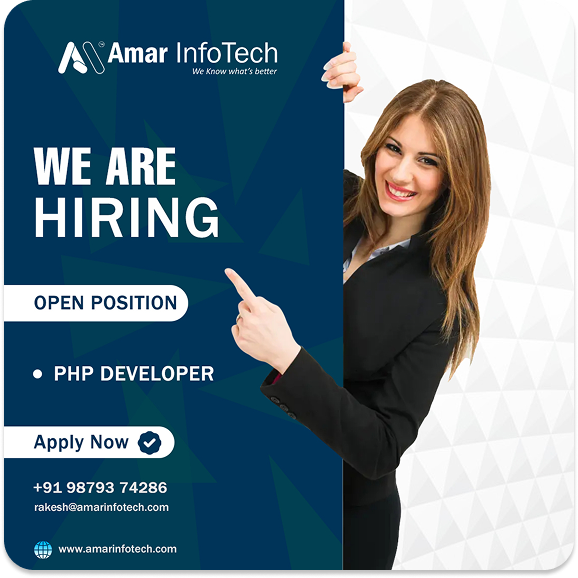 Amar InfoTech
We Know what's better
WE ARE
HIRING
OPEN POSITION
PHP DEVELOPER
Apply Now
+91 98793 74286
rakesh@amarinfotech.com
www.amarinfotech.com